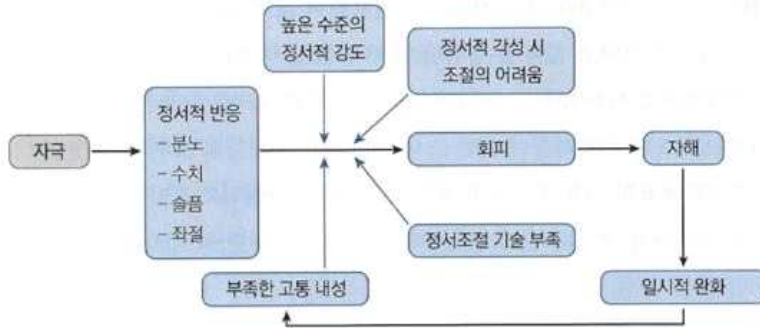 높은 수준의
정서적 강도
정서적 각성 시
조절의 어려움
정서적 반응
– 분노
– 수치
– 슬픔
– 좌절
자극
회피
자해
정서조절 기술 부족
부족한 고통 내성
일시적 완화